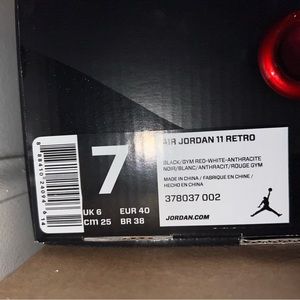 7
AIR JORDAN 11 RETRO
BLACK/GYM RED-WHITE-ANTHRACITE
NOIR/BLANC/ANTHRACIT/ROUGE GYM
MADE IN CHINA / FABRIQUE EN CHINE /
HECHO EN CHINA
378037 002
UK 6 EUR 40
CM 25 BR 38
JORDAN.COM